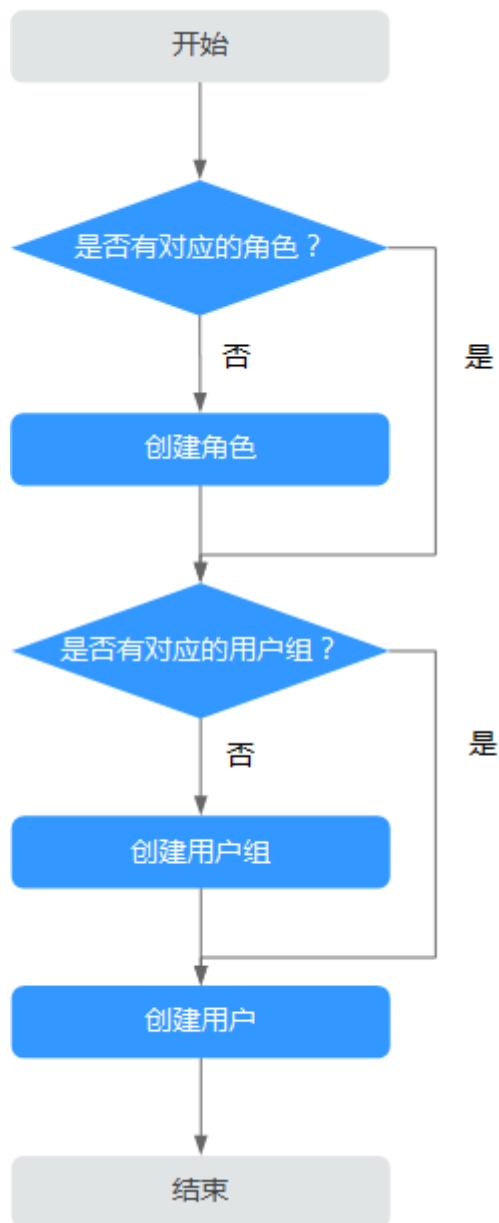 开始
是否有对应的角色？
否
是
创建角色
是否有对应的用户组？
是
否
创建用户组
创建用户
结束